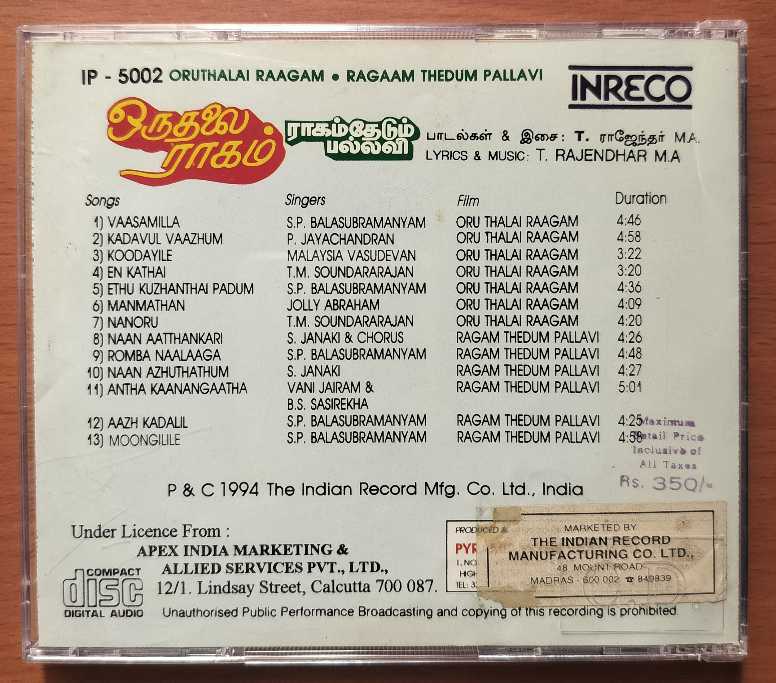 IP - 5002 ORUTHALAI RAAGAM • RAGAAM THEDUM PALLAVI
INRECO
ஒருதலை
ராகம்
ராகம்தேடும்
பல்லவி
பாடல்கள் & இசை: T. ராஜேந்தர் M.A.
LYRICS & MUSIC: T. RAJENDHAR M.A
Songs Singers Film Duration
1) VAASAMILLA S.P. BALASUBRAMANYAM ORU THALAI RAAGAM 4:46
2) KADAVUL VAAZHUM P. JAYACHANDRAN ORU THALAI RAAGAM 4:58
3) KOODAYILE MALAYSIA VASUDEVAN ORU THALAI RAAGAM 3:22
4) EN KATHAI T.M. SOUNDARARAJAN ORU THALAI RAAGAM 3:20
5) ETHU KUZHANTHAI PADUM S.P. BALASUBRAMANYAM ORU THALAI RAAGAM 4:36
6) MANMATHAN JOLLY ABRAHAM ORU THALAI RAAGAM 4:09
7) NANORU T.M. SOUNDARARAJAN ORU THALAI RAAGAM 4:20
8) NAAN AATTHANKARI S. JANAKI & CHORUS RAGAM THEDUM PALLAVI 4:26
9) ROMBA NAALAAGA S.P. BALASUBRAMANYAM RAGAM THEDUM PALLAVI 4:48
10) NAAN AZHUTHATHUM S. JANAKI RAGAM THEDUM PALLAVI 4:27
11) ANTHA KAANANGAATHA VANI JAIRAM & RAGAM THEDUM PALLAVI 5:01
B.S. SASIREKHA
12) AAZH KADALIL S.P. BALASUBRAMANYAM RAGAM THEDUM PALLAVI 4:25
13) MOONGILILE S.P. BALASUBRAMANYAM RAGAM THEDUM PALLAVI 4:58
Maximum
Retail Price
Inclusive of
All Taxes
Rs. 350/-
P & C 1994 The Indian Record Mfg. Co. Ltd., India
Under Licence From :
APEX INDIA MARKETING &
ALLIED SERVICES PVT., LTD.,
12/1. Lindsay Street, Calcutta 700 087.
COMPACT
disc
DIGITAL AUDIO
PRODUCED &
MARKETED BY
THE INDIAN RECORD
MANUFACTURING CO. LTD.,
48 MOUNT ROAD
MADRAS - 600 002 ☎ 849839
Unauthorised Public Performance Broadcasting and copying of this recording is prohibited.